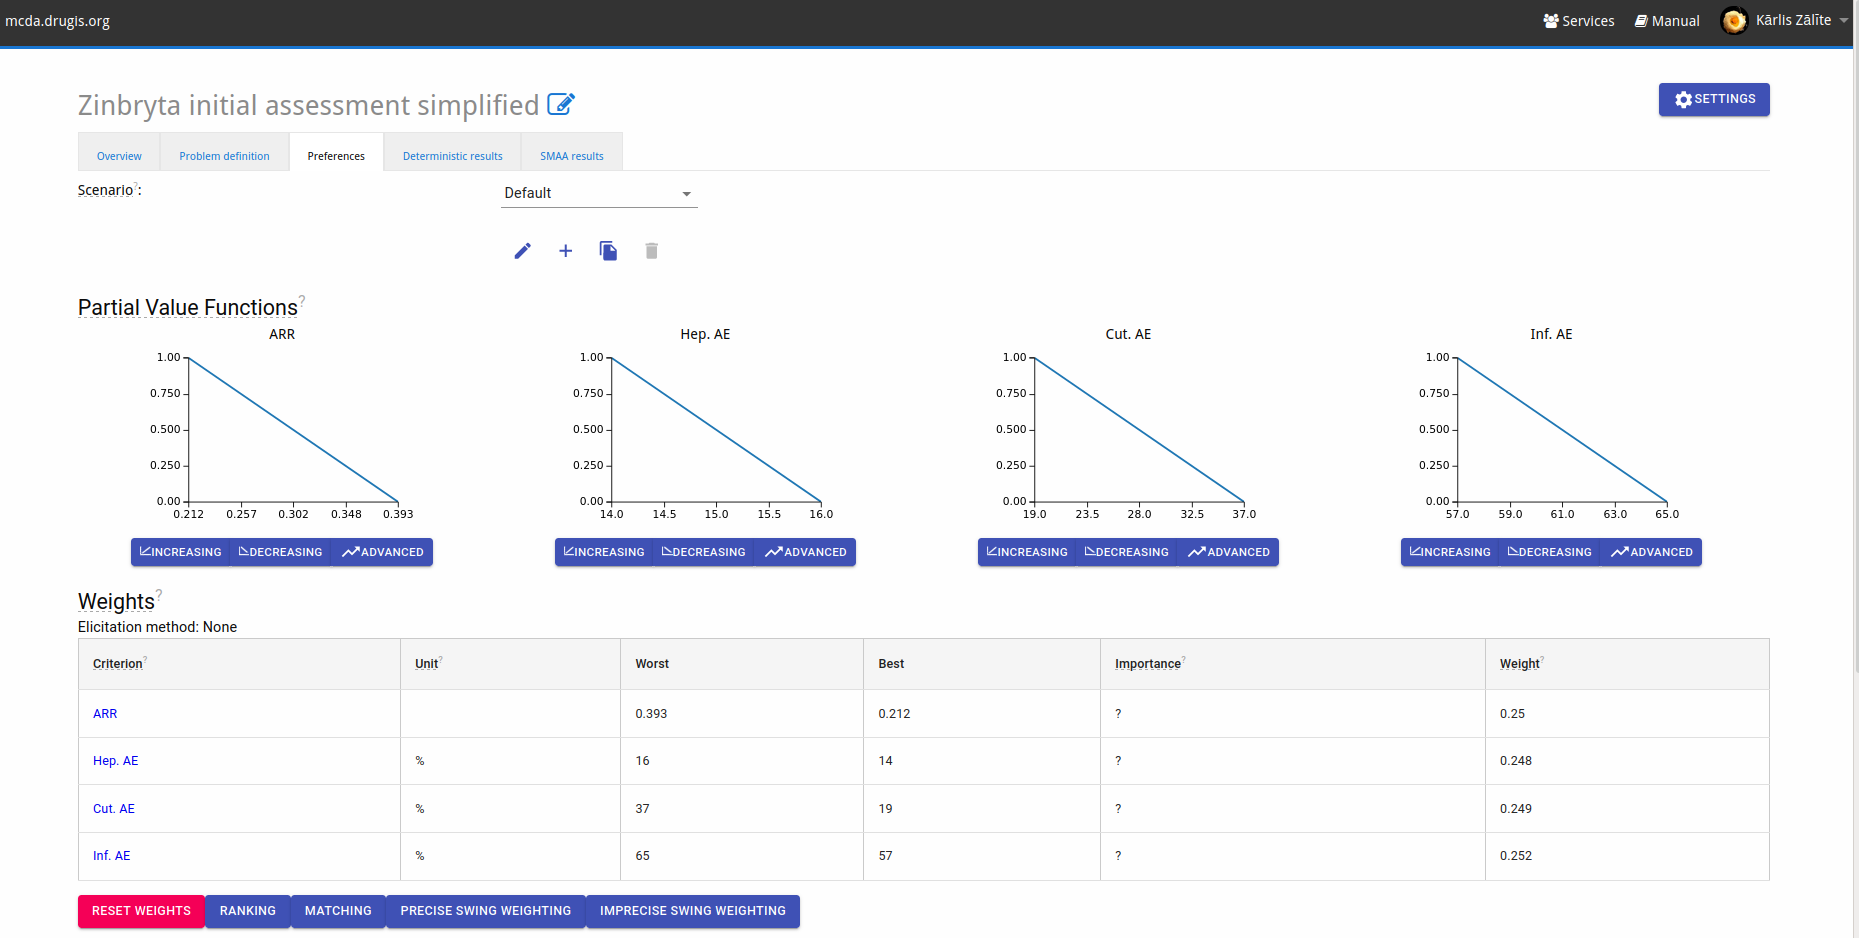 mcda.drugis.org Services Manual Kārlis Zālīte
Zinbryta initial assessment simplified SETTINGS
Overview Problem definition Preferences Deterministic results SMAA results
Scenario?: Default
Partial Value Functions?
ARR Hep. AE Cut. AE Inf. AE
1.00 1.00 1.00 1.00
0.750 0.750 0.750 0.750
0.500 0.500 0.500 0.500
0.250 0.250 0.250 0.250
0.00 0.00 0.00 0.00
0.212 0.257 0.302 0.348 0.393 14.0 14.5 15.0 15.5 16.0 19.0 23.5 28.0 32.5 37.0 57.0 59.0 61.0 63.0 65.0
INCREASING DECREASING ADVANCED INCREASING DECREASING ADVANCED INCREASING DECREASING ADVANCED INCREASING DECREASING ADVANCED
Weights?
Elicitation method: None
Criterion? Unit? Worst Best Importance? Weight?
ARR 0.393 0.212 ? 0.25
Hep. AE % 16 14 ? 0.248
Cut. AE % 37 19 ? 0.249
Inf. AE % 65 57 ? 0.252
RESET WEIGHTS RANKING MATCHING PRECISE SWING WEIGHTING IMPRECISE SWING WEIGHTING